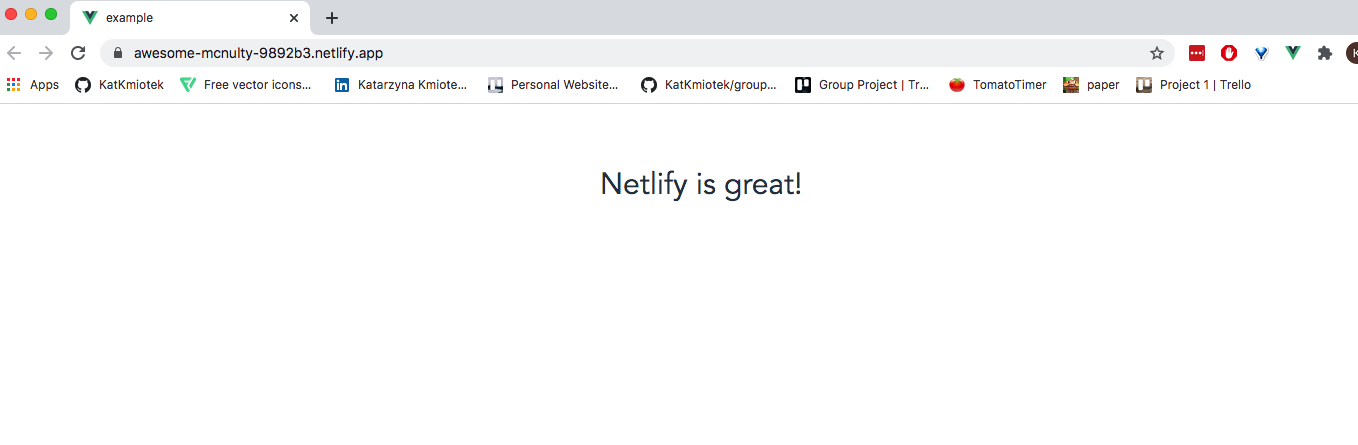 example
awesome-mcnulty-9892b3.netlify.app
Apps KatKmiotek Free vector icons... Katarzyna Kmiote... Personal Website... KatKmiotek/group... Group Project | Tr... TomatoTimer paper Project 1 | Trello
Netlify is great!